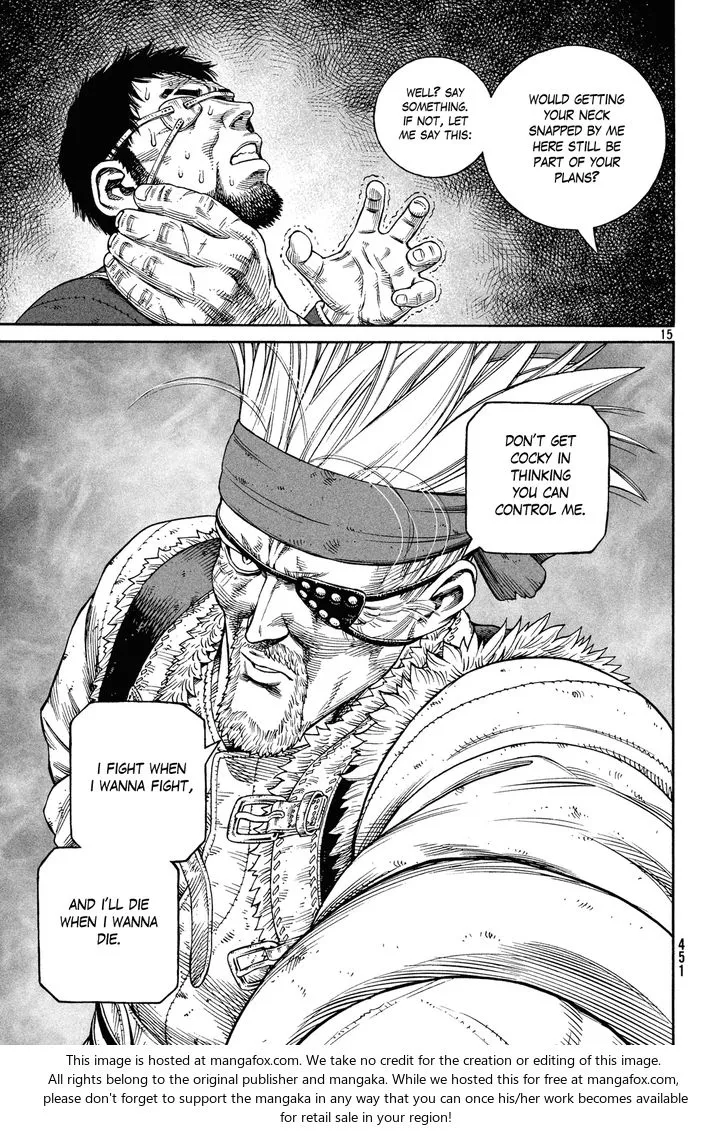 WOULD GETTING
YOUR NECK
SNAPPED BY ME
HERE STILL BE
PART OF YOUR
PLANS?
WELL? SAY
SOMETHING.
IF NOT, LET
ME SAY THIS:
15
DON'T GET
COCKY IN
THINKING
YOU CAN
CONTROL ME.
I FIGHT WHEN
I WANNA FIGHT,
AND I'LL DIE
WHEN I WANNA
DIE.
451
This image is hosted at mangafox.com. We take no credit for the creation or editing of this image.
All rights belong to the original publisher and mangaka. While we hosted this for free at mangafox.com,
please don't forget to support the mangaka in any way that you can once his/her work becomes available
for retail sale in your region!